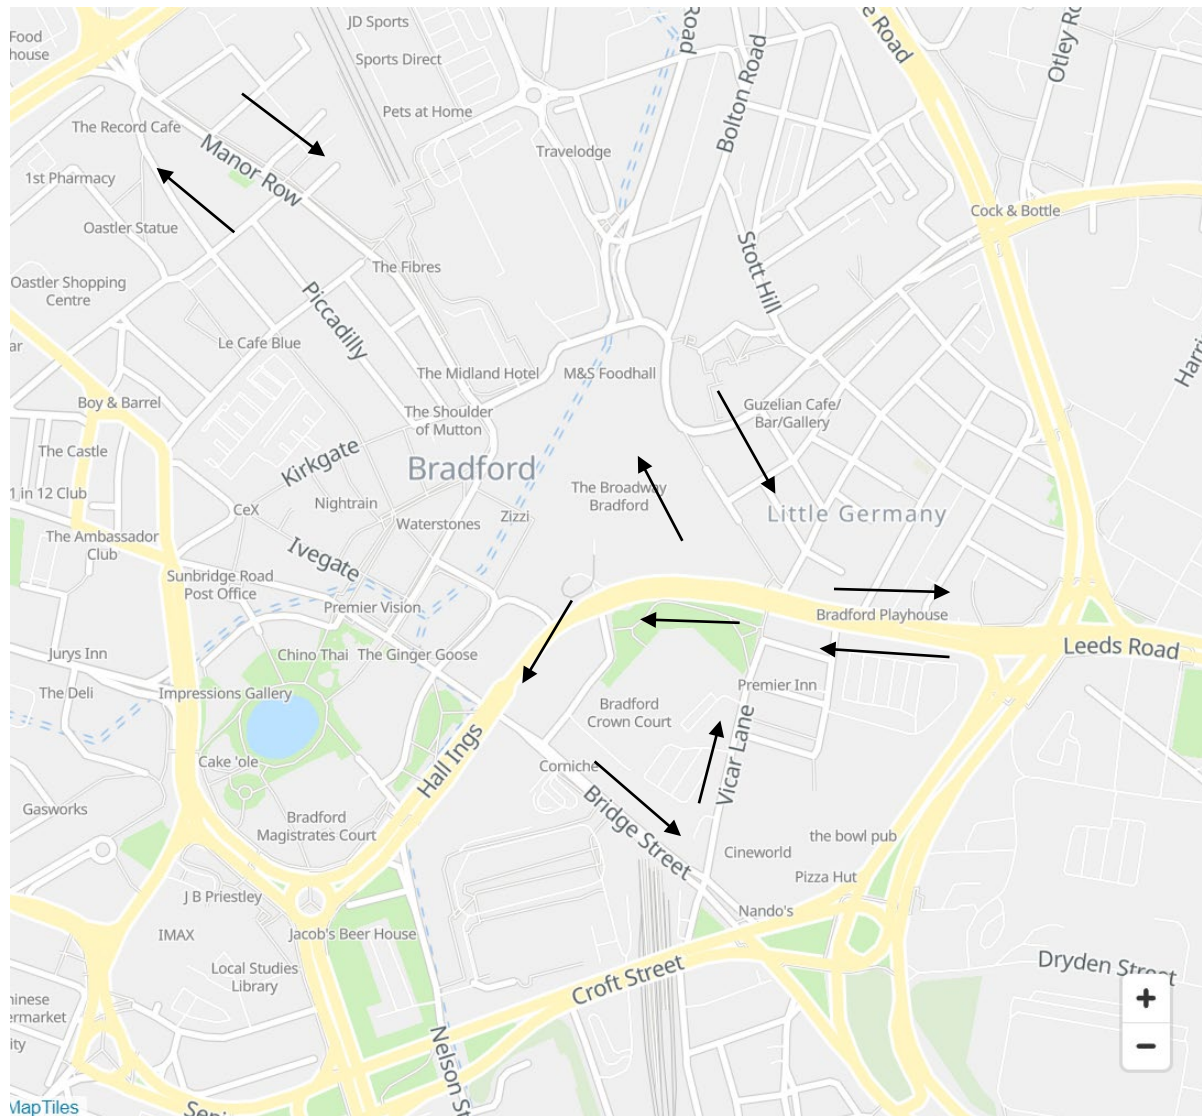 JD Sports
Food
house
Sports Direct
Road
e Road
Otley Ro
Bolton Road
Pets at Home
The Record Cafe
Manor Row
Travelodge
1st Pharmacy
Oastler Statue
Cock & Bottle
Stott Hill
The Fibres
Oastler Shopping
Centre
Piccadilly
ar
Le Cafe Blue
Harri
The Midland Hotel
M&S Foodhall
Boy & Barrel
The Shoulder
of Mutton
Guzelian Cafe/
Bar/Gallery
The Castle
Kirkgate
Bradford
1 in 12 Club
Nightrain
The Broadway
Bradford
CeX
Waterstones
Zizzi
Little Germany
The Ambassador
Club
Ivegate
Sunbridge Road
Post Office
Premier Vision
Bradford Playhouse
Leeds Road
Jurys Inn
Chino Thai
The Ginger Goose
The Deli
Impressions Gallery
Premier Inn
Bradford
Crown Court
Hall Ings
Vicar Lane
Cake 'ole
Corniche
Gasworks
Bradford
Magistrates Court
Bridge Street
the bowl pub
Cineworld
Pizza Hut
J B Priestley
Nando's
IMAX
Jacob's Beer House
Local Studies
Library
Croft Street
Dryden Street
hinese
ermarket
ity
+
−
Nelson St
MapTiles